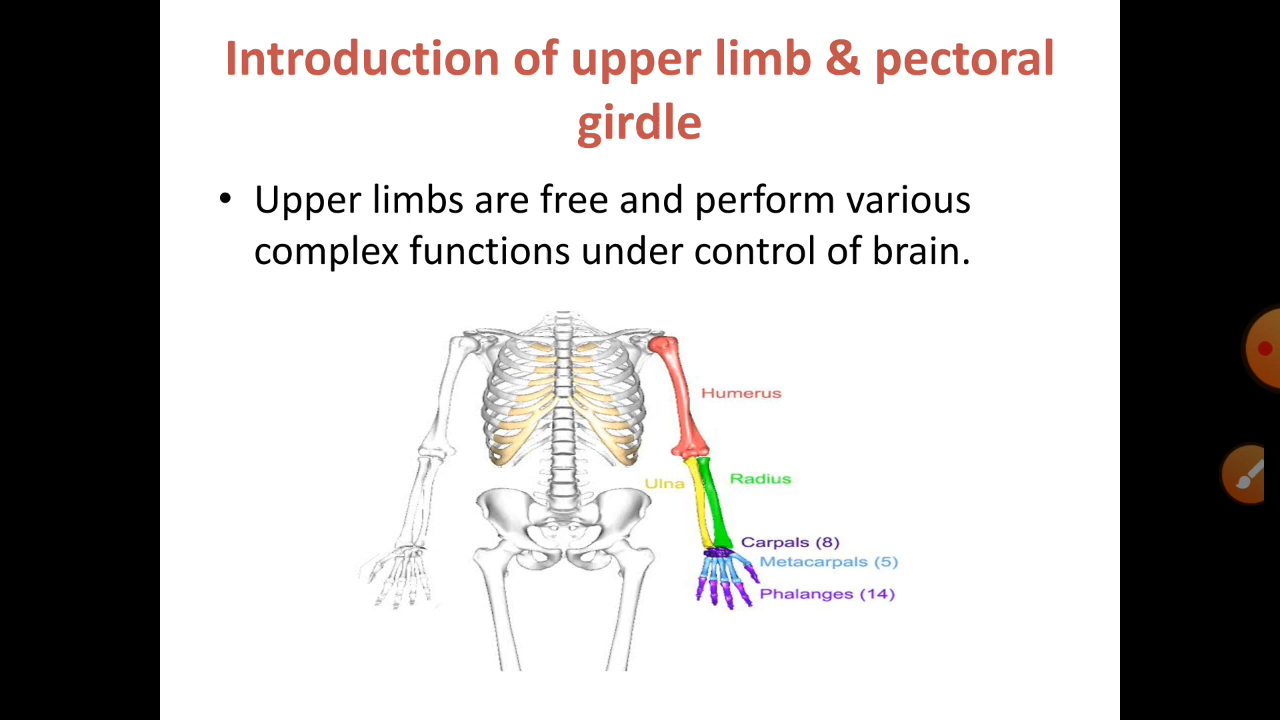 Introduction of upper limb & pectoral
girdle
• Upper limbs are free and perform various
complex functions under control of brain.
Humerus
Ulna
Radius
Carpals (8)
Metacarpals (5)
Phalanges (14)